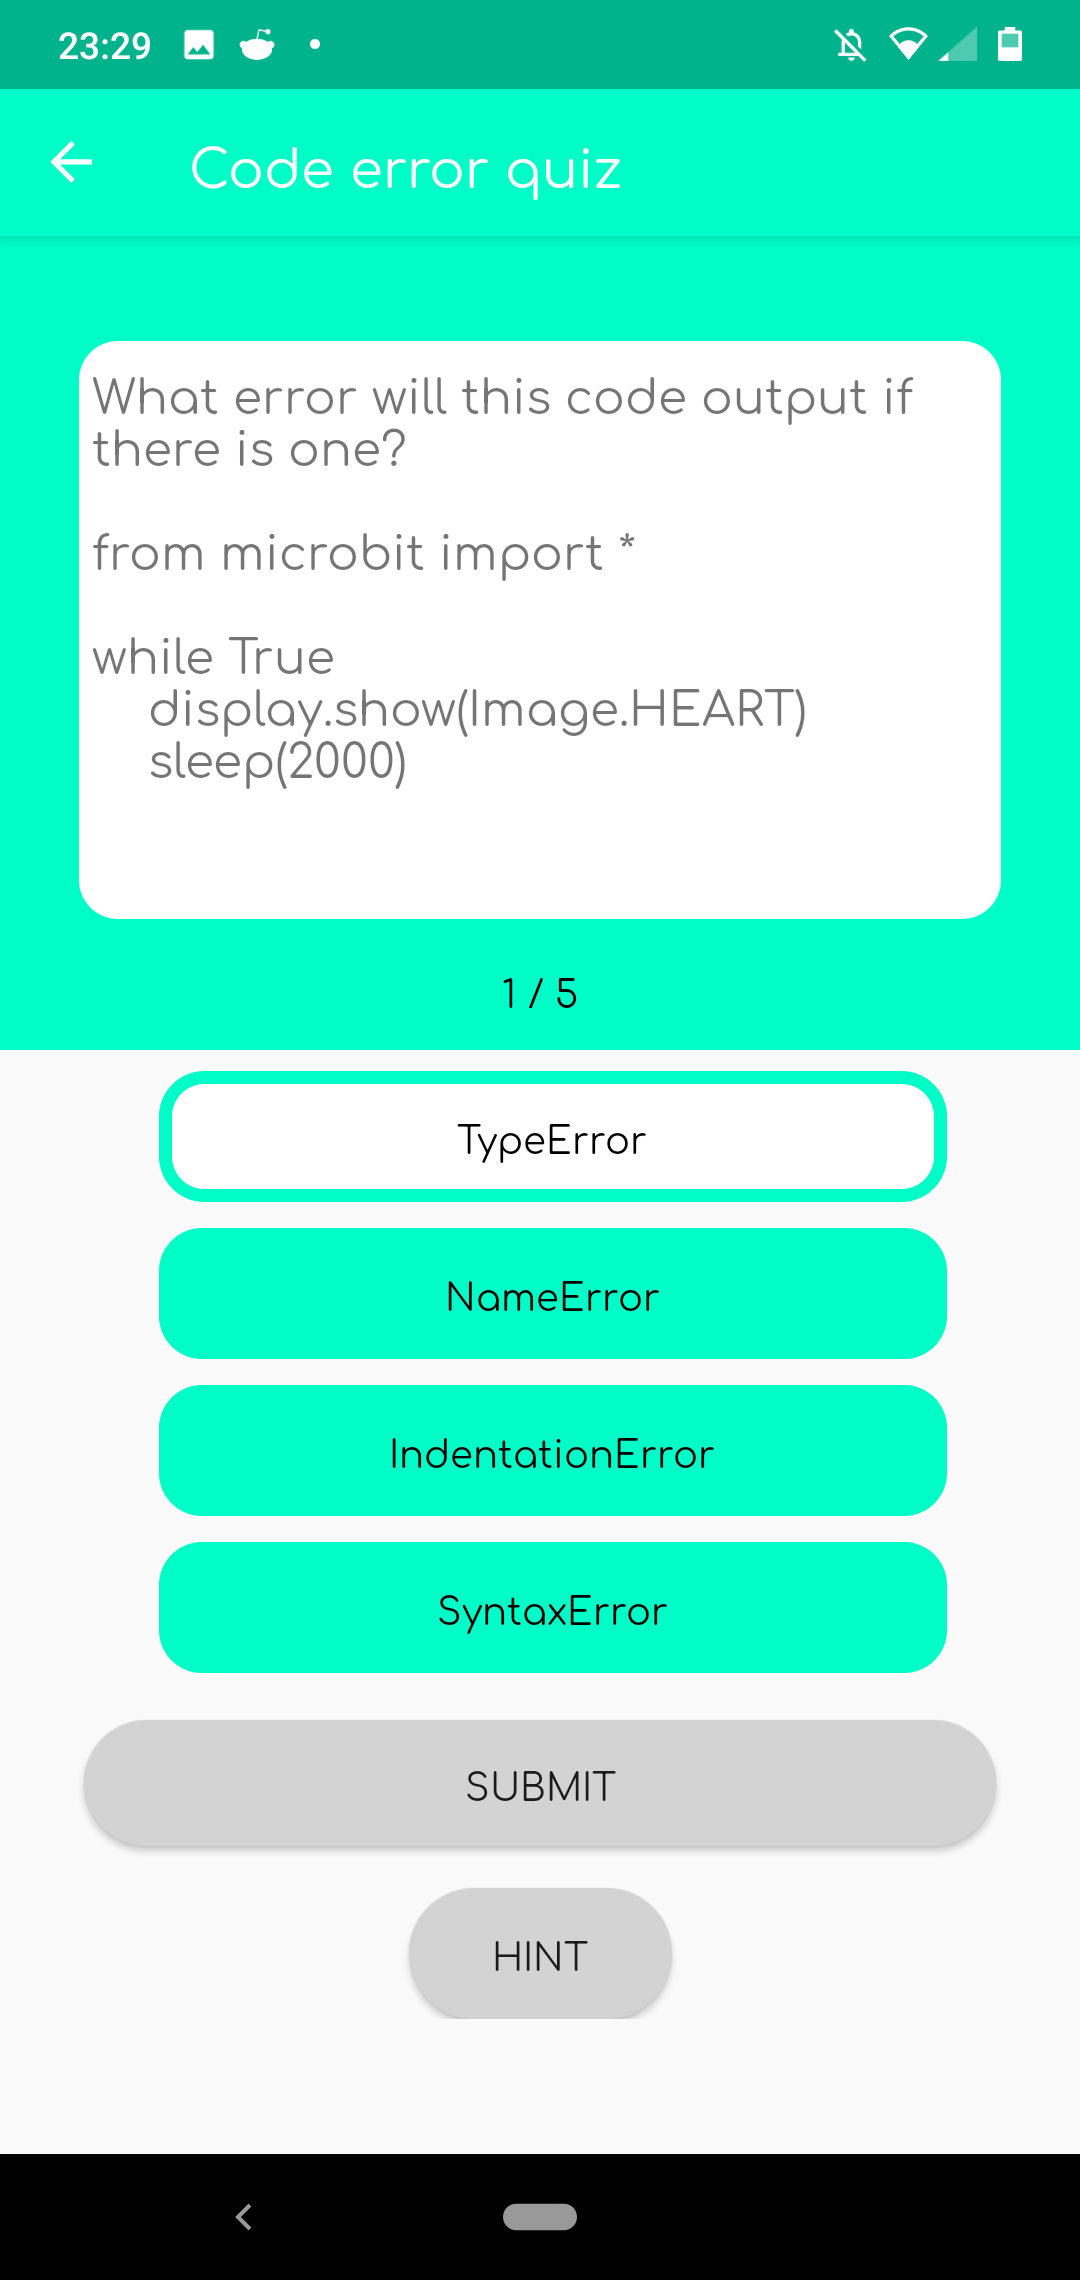 23:29
Code error quiz
What error will this code output if
there is one?
from microbit import *
while True
display.show(Image.HEART)
sleep(2000)
1 / 5
TypeError
NameError
IndentationError
SyntaxError
SUBMIT
HINT